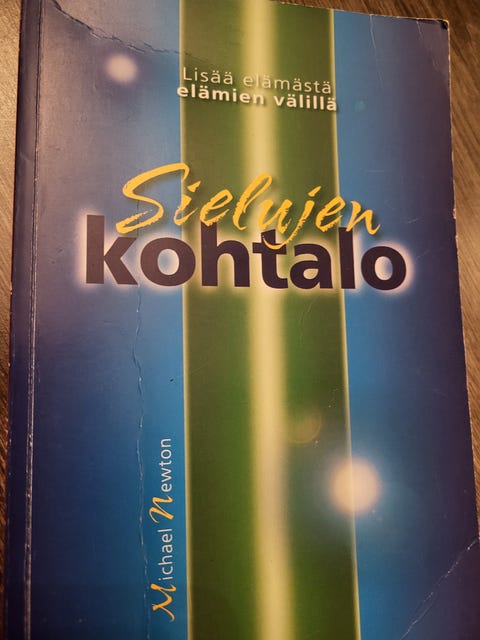 Lisää elämästä
elämien välillä
Sielujen
kohtalo
Michael Newton